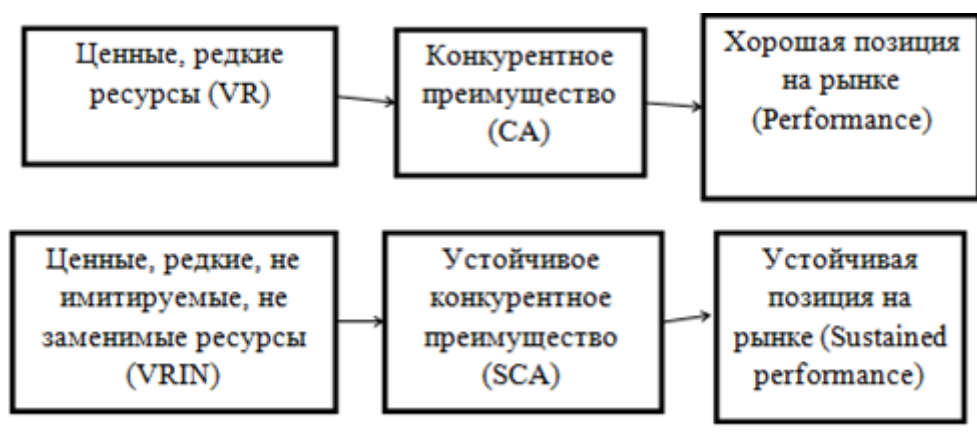 Ценные, редкие
ресурсы (VR)
Конкурентное
преимущество
(CA)
Хорошая позиция
на рынке
(Performance)
Ценные, редкие, не
имитируемые, не
заменимые ресурсы
(VRIN)
Устойчивое
конкурентное
преимущество
(SCA)
Устойчивая
позиция на
рынке (Sustained
performance)